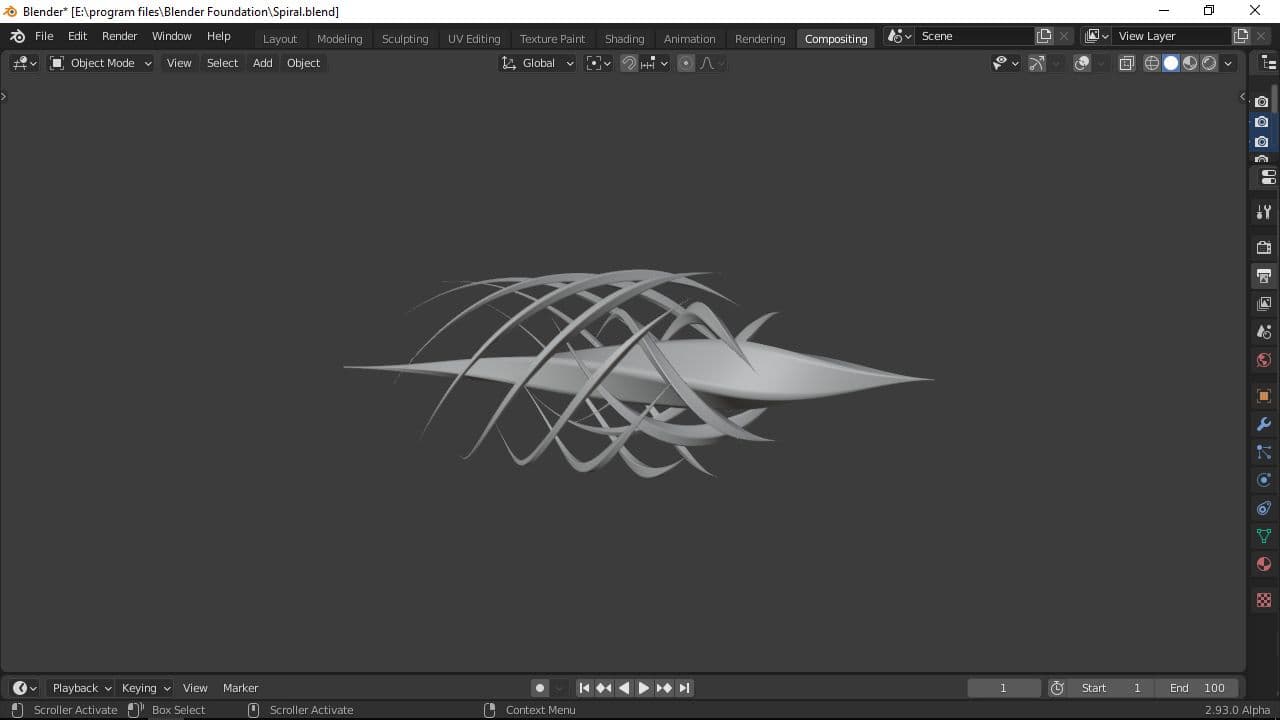 Blender* [E:\program files\Blender Foundation\Spiral.blend]
File Edit Render Window Help Layout Modeling Sculpting UV Editing Texture Paint Shading Animation Rendering Compositing Scene View Layer
Object Mode View Select Add Object Global
Playback Keying View Marker 1 Start 1 End 100
Scroller Activate Box Select Scroller Activate Context Menu 2.93.0 Alpha